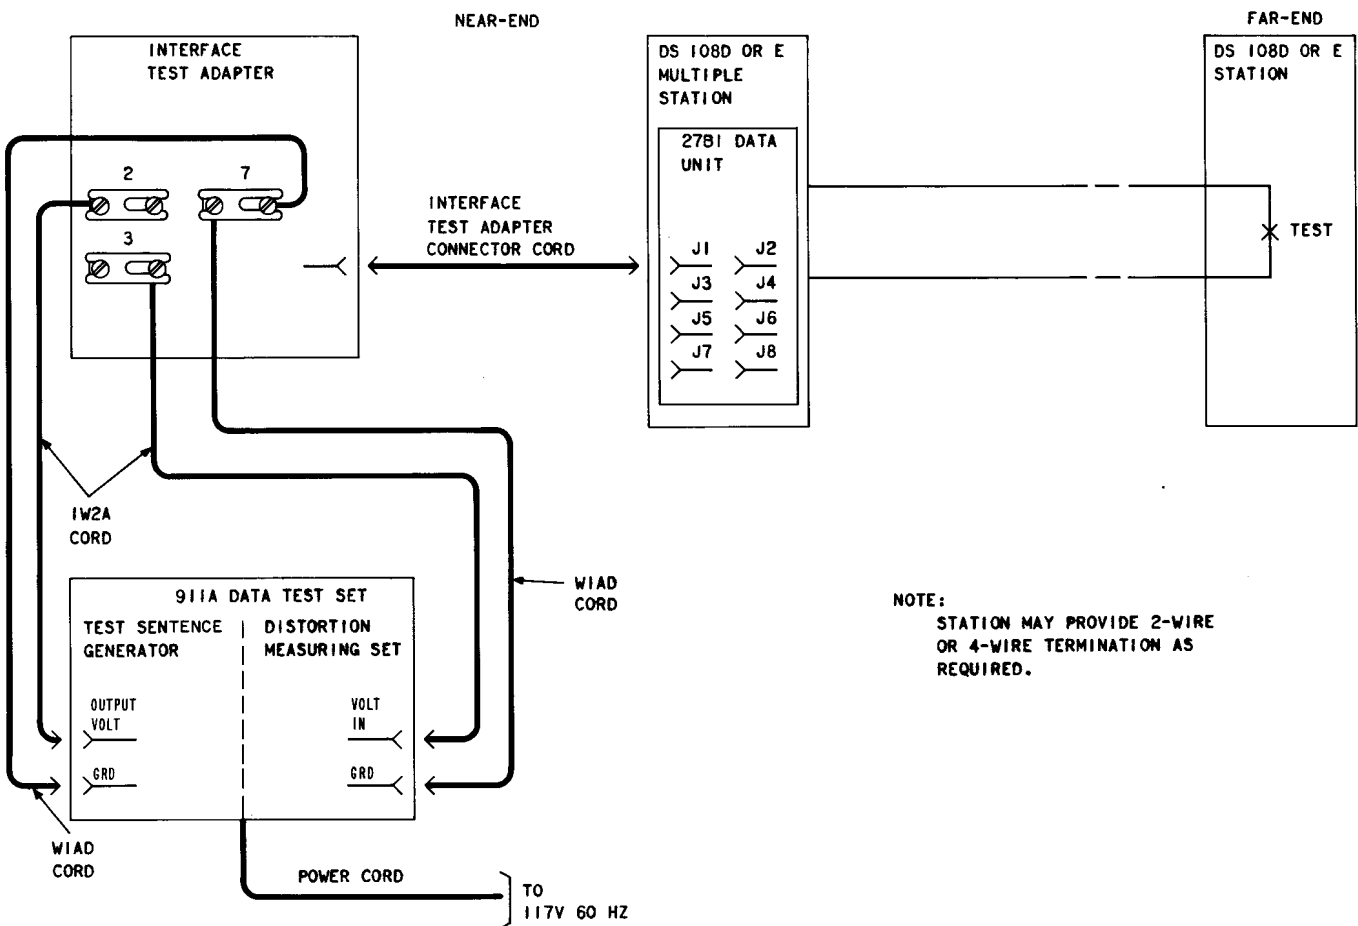 NEAR-END
FAR-END
INTERFACE
TEST ADAPTER
2
7
3
INTERFACE
TEST ADAPTER
CONNECTOR CORD
DS 108D OR E
MULTIPLE
STATION
27B1 DATA
UNIT
J1 J2
J3 J4
J5 J6
J7 J8
DS 108D OR E
STATION
TEST
1W2A
CORD
W1AD
CORD
911A DATA TEST SET
TEST SENTENCE
GENERATOR
DISTORTION
MEASURING SET
OUTPUT
VOLT
VOLT
IN
GRD
GRD
W1AD
CORD
POWER CORD
TO
117V 60 HZ
NOTE:
STATION MAY PROVIDE 2-WIRE
OR 4-WIRE TERMINATION AS
REQUIRED.